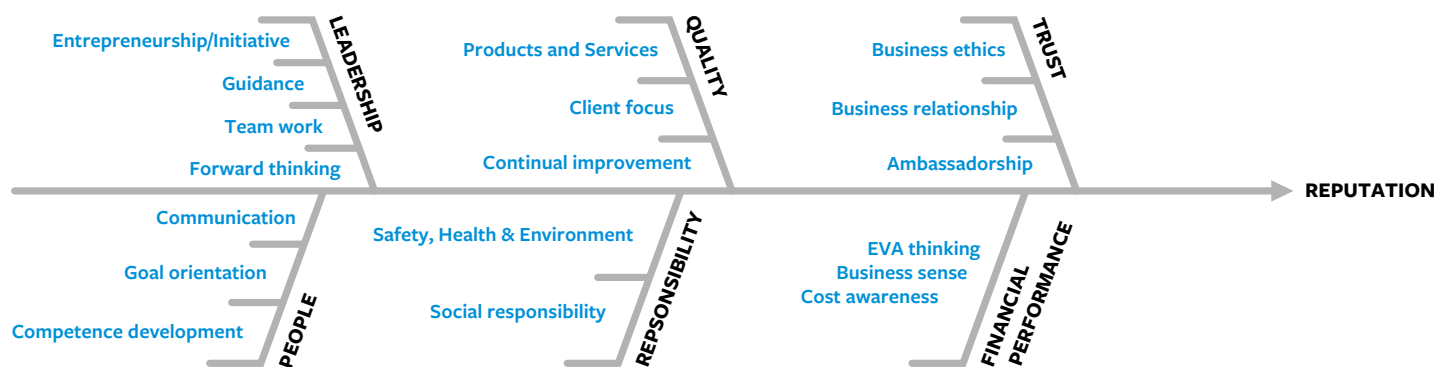 LEADERSHIP
Entrepreneurship/Initiative
Guidance
Team work
Forward thinking
QUALITY
Products and Services
Client focus
Continual improvement
TRUST
Business ethics
Business relationship
Ambassadorship
REPUTATION
Communication
Goal orientation
Competence development
PEOPLE
Safety, Health & Environment
Social responsibility
REPSONSIBILITY
EVA thinking
Business sense
Cost awareness
FINANCIAL
PERFORMANCE